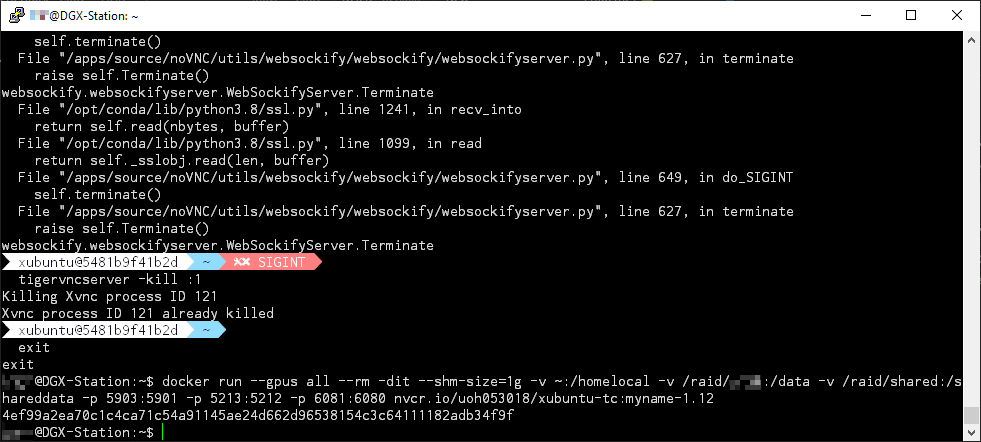 @DGX-Station: ~
self.terminate()
File "/apps/source/noVNC/utils/websockify/websockify/websockifyserver.py", line 627, in terminate
raise self.Terminate()
websockify.websockifyserver.WebSockifyServer.Terminate
File "/opt/conda/lib/python3.8/ssl.py", line 1241, in recv_into
return self.read(nbytes, buffer)
File "/opt/conda/lib/python3.8/ssl.py", line 1099, in read
return self._sslobj.read(len, buffer)
File "/apps/source/noVNC/utils/websockify/websockify/websockifyserver.py", line 649, in do_SIGINT
self.terminate()
File "/apps/source/noVNC/utils/websockify/websockify/websockifyserver.py", line 627, in terminate
raise self.Terminate()
websockify.websockifyserver.WebSockifyServer.Terminate
xubuntu@5481b9f41b2d ~ ✖✖ SIGINT
tigervncserver -kill :1
Killing Xvnc process ID 121
Xvnc process ID 121 already killed
xubuntu@5481b9f41b2d ~
exit
exit
@DGX-Station:~$ docker run --gpus all --rm -dit --shm-size=1g -v ~:/homelocal -v /raid/:/data -v /raid/shared:/s
hareddata -p 5903:5901 -p 5213:5212 -p 6081:6080 nvcr.io/uoh053018/xubuntu-tc:myname-1.12
4ef99a2ea70c1c4ca71c54a91145ae24d662d96538154c3c64111182adb34f9f
@DGX-Station:~$